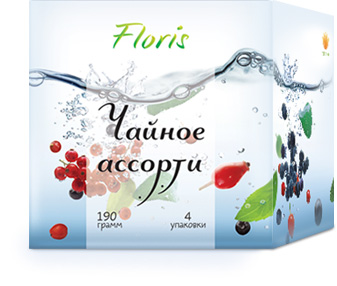 Floris
Чайное
ассорти
190
грамм
4
упаковки